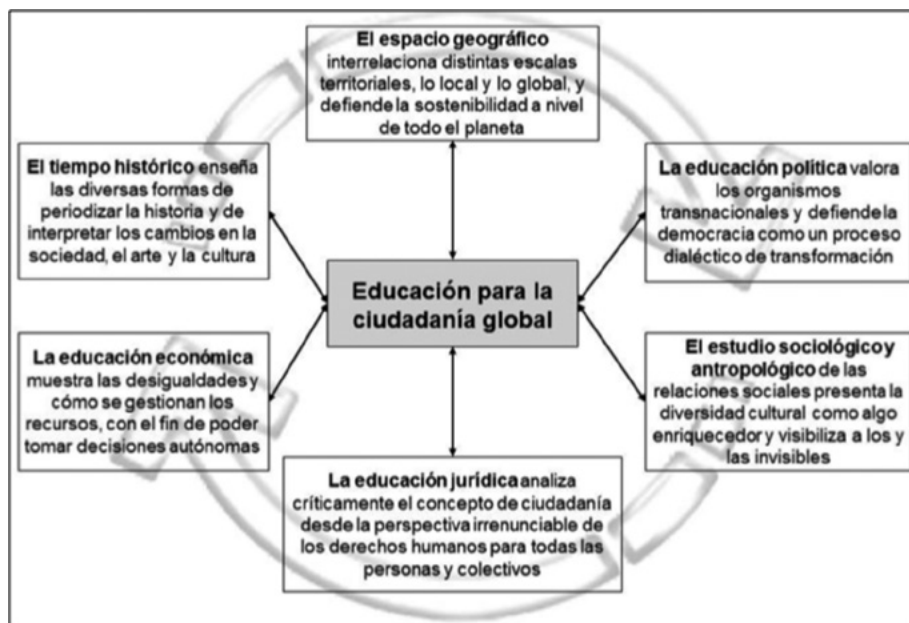 El espacio geográfico
interrelaciona distintas escalas
territoriales, lo local y lo global, y
defiende la sostenibilidad a nivel
de todo el planeta
El tiempo histórico enseña
las diversas formas de
periodizar la historia y de
interpretar los cambios en la
sociedad, el arte y la cultura
La educación política valora
los organismos
transnacionales y defiende la
democracia como un proceso
dialéctico de transformación
Educación para la
ciudadanía global
La educación económica
muestra las desigualdades y
cómo se gestionan los
recursos, con el fin de poder
tomar decisiones autónomas
El estudio sociológico y
antropológico de las
relaciones sociales presenta la
diversidad cultural como algo
enriquecedor y visibiliza a los y
las invisibles
La educación jurídica analiza
críticamente el concepto de ciudadanía
desde la perspectiva irrenunciable de
los derechos humanos para todas las
personas y colectivos